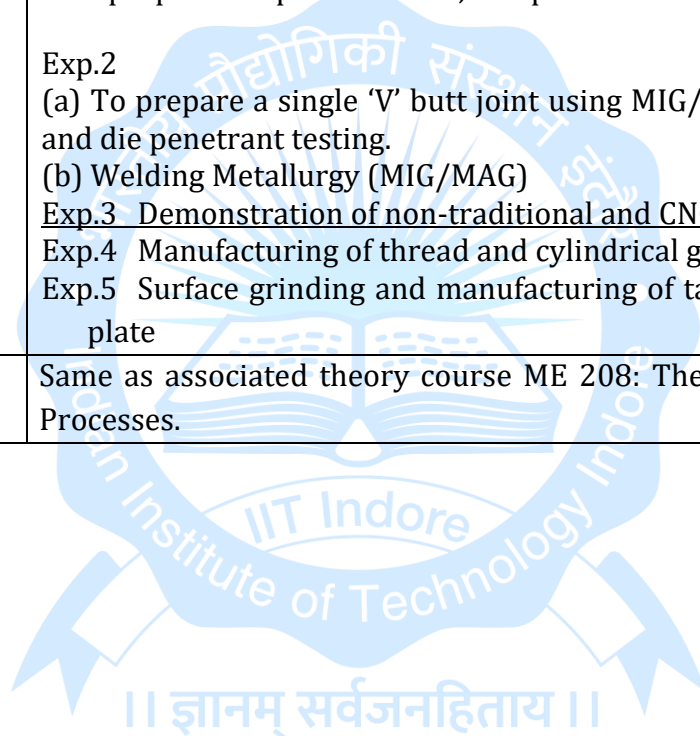 Exp.2
(a) To prepare a single ‘V’ butt joint using MIG/
and die penetrant testing.
(b) Welding Metallurgy (MIG/MAG)
Exp.3 Demonstration of non-traditional and CN
Exp.4 Manufacturing of thread and cylindrical g
Exp.5 Surface grinding and manufacturing of ta
plate
Same as associated theory course ME 208: The
Processes.
भारतीय प्रौद्योगिकी संस्थान इंदौर
Indian Institute of Technology Indore
IIT Indore
।। ज्ञानम् सर्वजनहिताय ।।